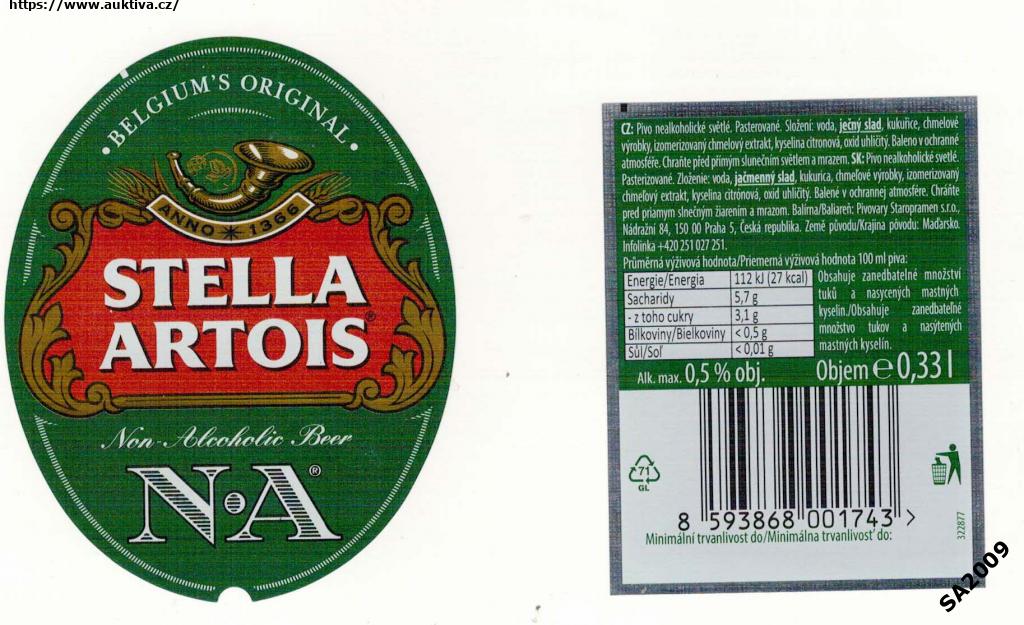 https://www.auktiva.cz/
• BELGIUM'S ORIGINAL •
ANNO ✳ 1366
STELLA
ARTOIS®
Non-Alcoholic Beer
N•A®
CZ: Pivo nealkoholické světlé. Pasterované. Složení: voda, ječný slad, kukuřice, chmelové
výrobky, izomerizovaný chmelový extrakt, kyselina citronová, oxid uhličitý. Baleno v ochranné
atmosféře. Chraňte před přímým slunečním světlem a mrazem. SK: Pivo nealkoholické svetlé.
Pasterizované. Zloženie: voda, jačmenný slad, kukurica, chmeľové výrobky, izomerizovaný
chmeľový extrakt, kyselina citrónová, oxid uhličitý. Balené v ochrannej atmosfére. Chráňte
pred priamym slnečným žiarením a mrazom. Balírna/Baliareň: Pivovary Staropramen s.r.o.,
Nádražní 84, 150 00 Praha 5, Česká republika. Země původu/Krajina pôvodu: Maďarsko.
Infolinka +420 251 027 251.
Průměrná výživová hodnota/Priemerná výživová hodnota 100 ml piva:
Energie/Energia 112 kJ (27 kcal)
Sacharidy 5,7 g
- z toho cukry 3,1 g
Bílkoviny/Bielkoviny < 0,5 g
Sůl/Soľ < 0,01 g
Obsahuje zanedbatelné množství
tuků a nasycených mastných
kyselin./Obsahuje zanedbateľné
množstvo tukov a nasýtených
mastných kyselín.
Alk. max. 0,5 % obj. Objem ℮ 0,33 l
71
GL
8 593868 001743 >
Minimální trvanlivost do/Minimálna trvanlivosť do:
322877
SA2009